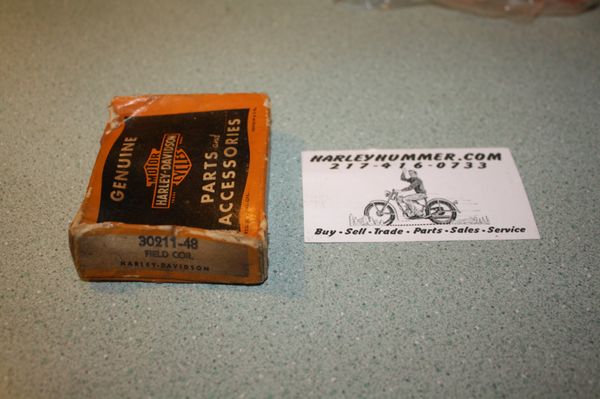 GENUINE
MOTOR
HARLEY-DAVIDSON
CYCLES
PARTS and
ACCESSORIES
30211-48
FIELD COIL
HARLEY-DAVIDSON
HARLEYHUMMER.COM
217-416-0733
Buy - Sell - Trade - Parts - Sales - Service